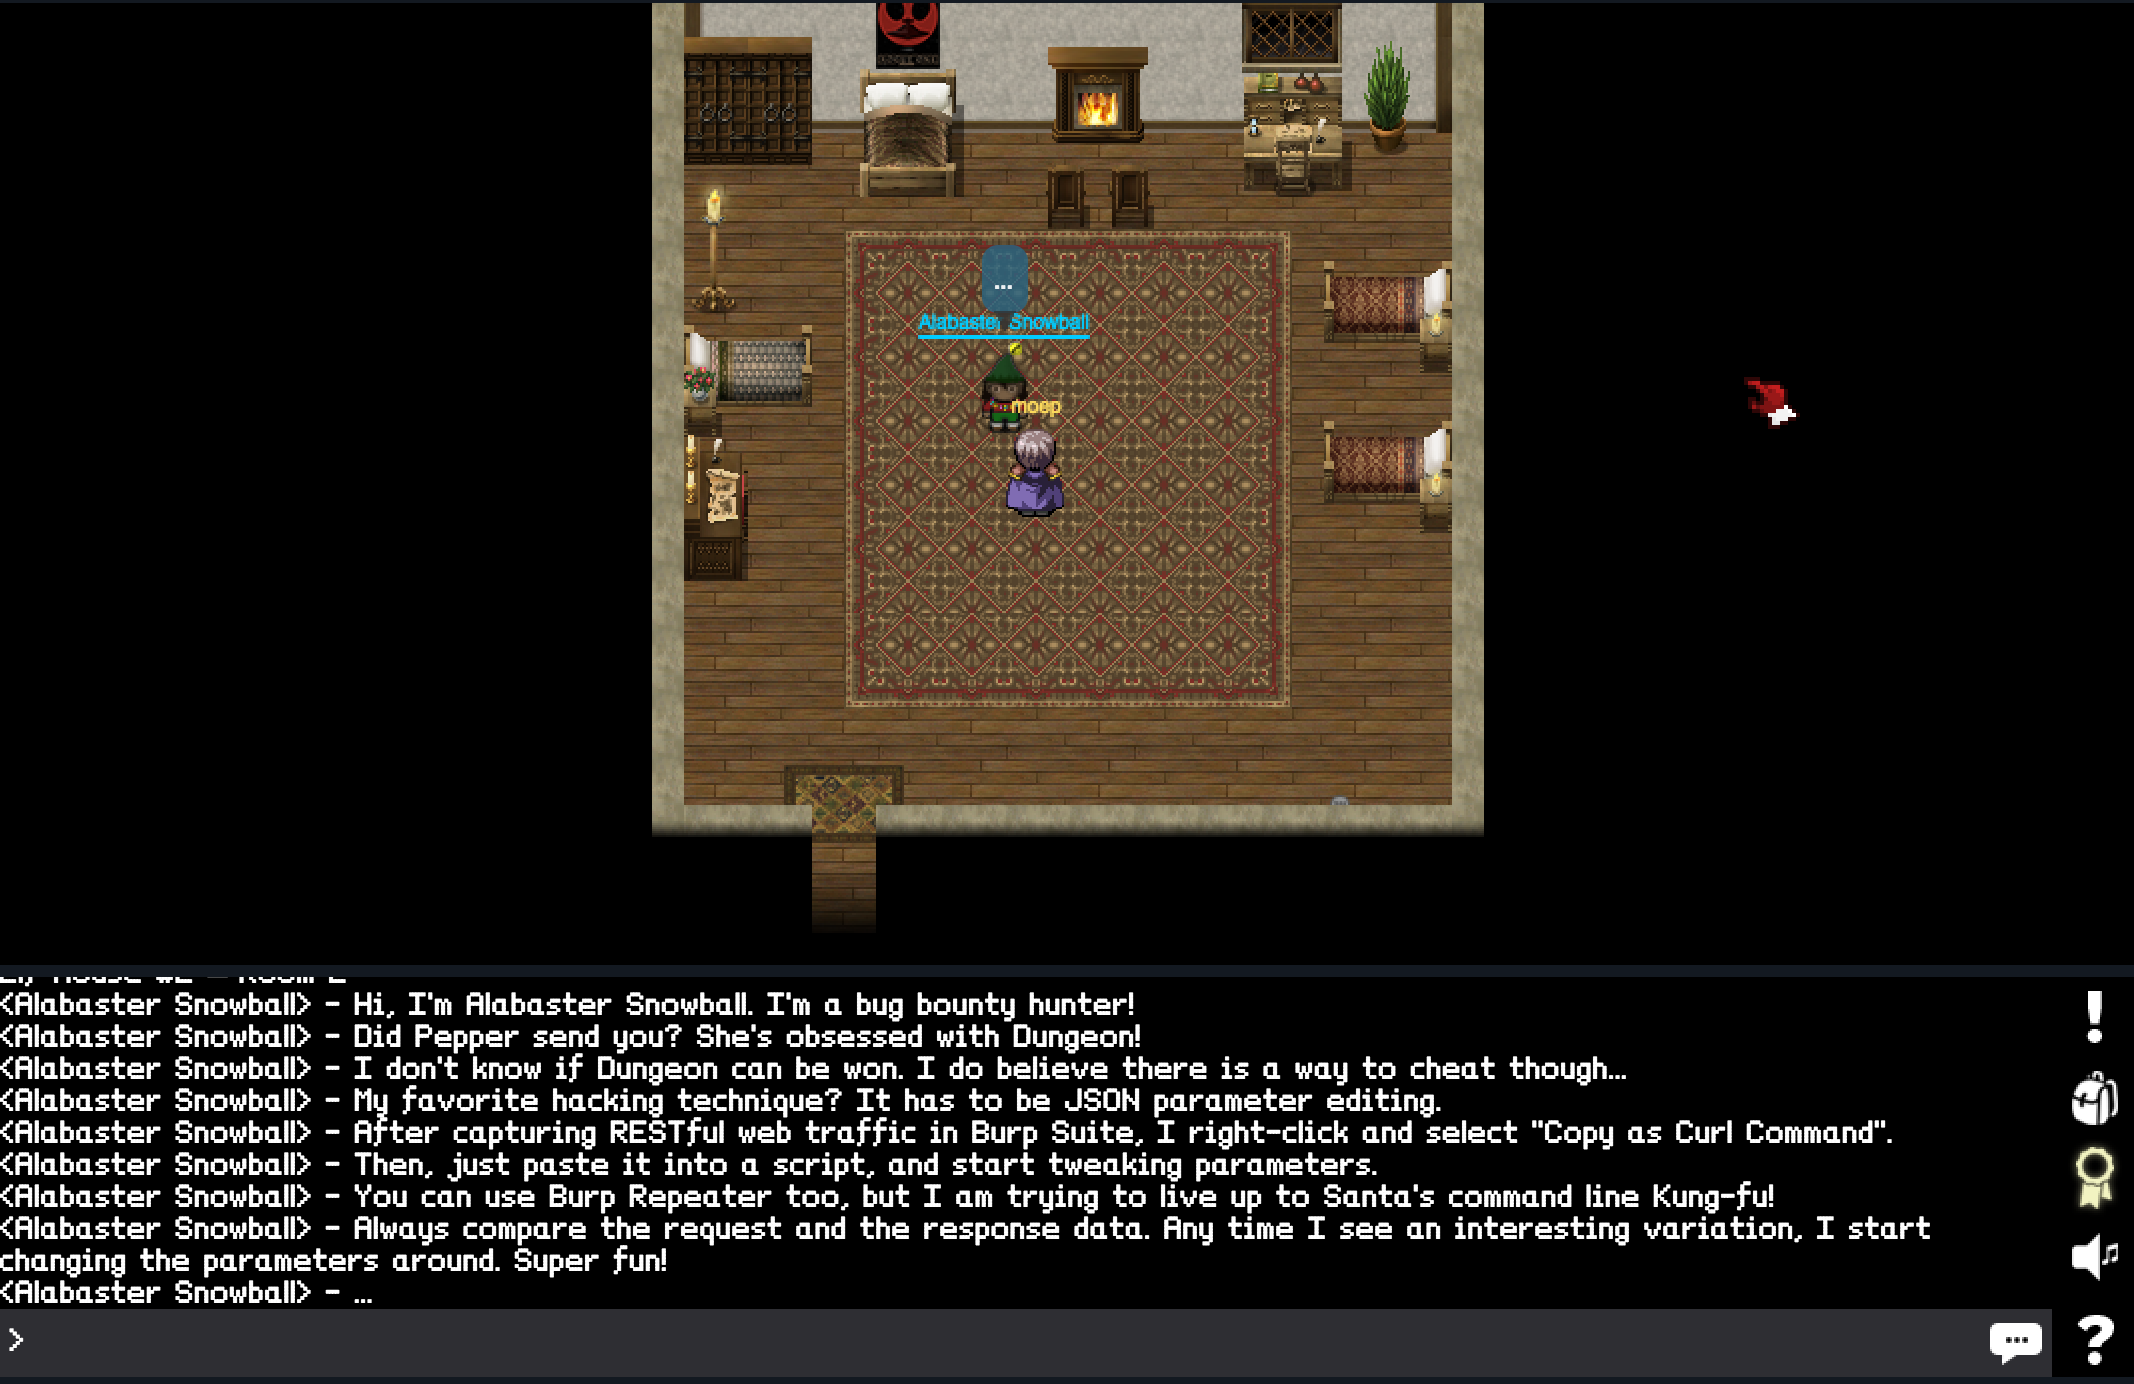 Alabaster Snowball
...
moep
Elf House #2 - Room 2
<Alabaster Snowball> - Hi, I'm Alabaster Snowball. I'm a bug bounty hunter!
<Alabaster Snowball> - Did Pepper send you? She's obsessed with Dungeon!
<Alabaster Snowball> - I don't know if Dungeon can be won. I do believe there is a way to cheat though...
<Alabaster Snowball> - My favorite hacking technique? It has to be JSON parameter editing.
<Alabaster Snowball> - After capturing RESTful web traffic in Burp Suite, I right-click and select "Copy as Curl Command".
<Alabaster Snowball> - Then, just paste it into a script, and start tweaking parameters.
<Alabaster Snowball> - You can use Burp Repeater too, but I am trying to live up to Santa's command line Kung-fu!
<Alabaster Snowball> - Always compare the request and the response data. Any time I see an interesting variation, I start
changing the parameters around. Super fun!
<Alabaster Snowball> - ...
>